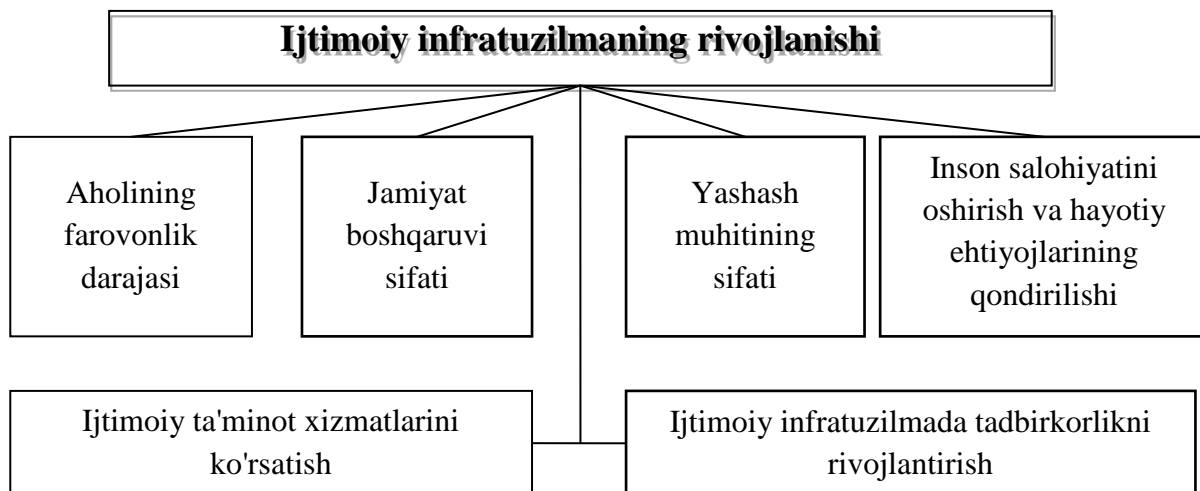 Ijtimoiy infratuzilmaning rivojlanishi
Aholining
farovonlik
darajasi
Jamiyat
boshqaruvi
sifati
Yashash
muhitining
sifati
Inson salohiyatini
oshirish va hayotiy
ehtiyojlarining
qondirilishi
Ijtimoiy ta'minot xizmatlarini
ko'rsatish
Ijtimoiy infratuzilmada tadbirkorlikni
rivojlantirish